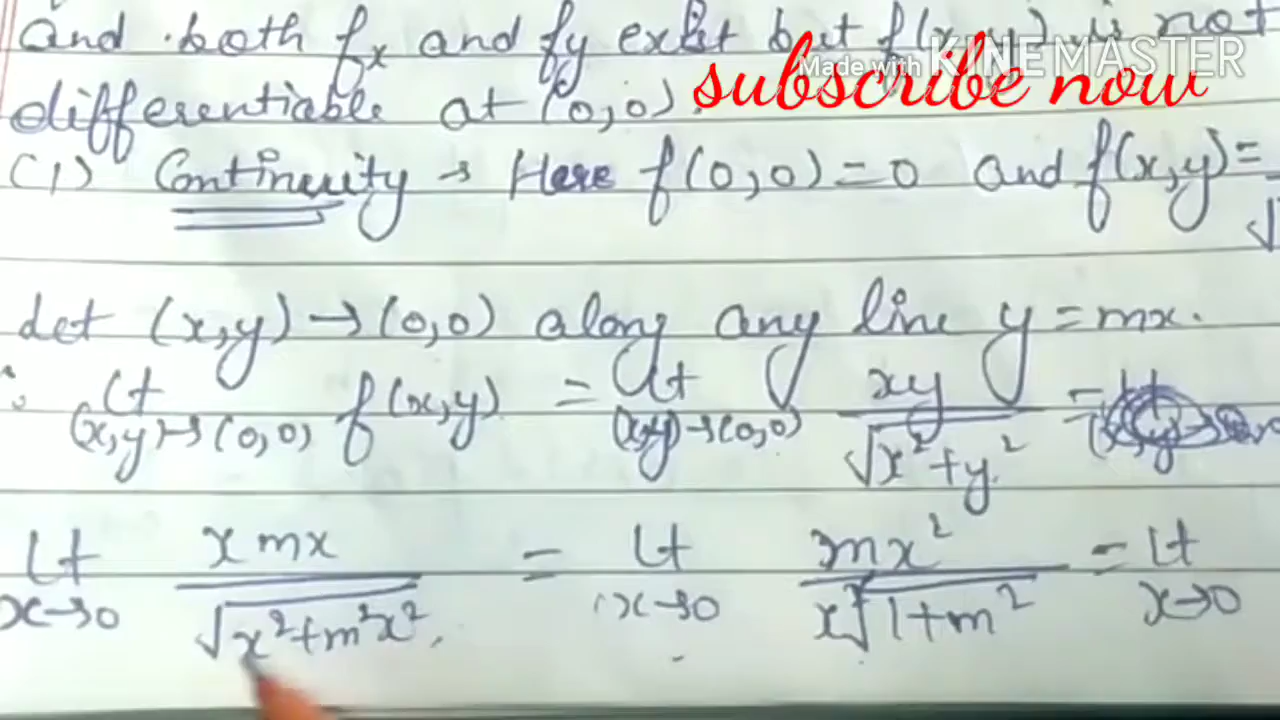 and both fx and fy exist but f(x,y) is not
Made with KINEMASTER
subscribe now
differentiable at (0,0)
(1) Continuity → Here f(0,0) = 0 and f(x,y) = √
Let (x,y) → (0,0) along any line y = mx.
∴ lt (x,y)→(0,0) f(x,y) = lt (x,y)→(0,0) xy / √x²+y² =
lt x→0 x mx / √x²+m²x² = lt x→0 mx² / x√1+m² = lt x→0